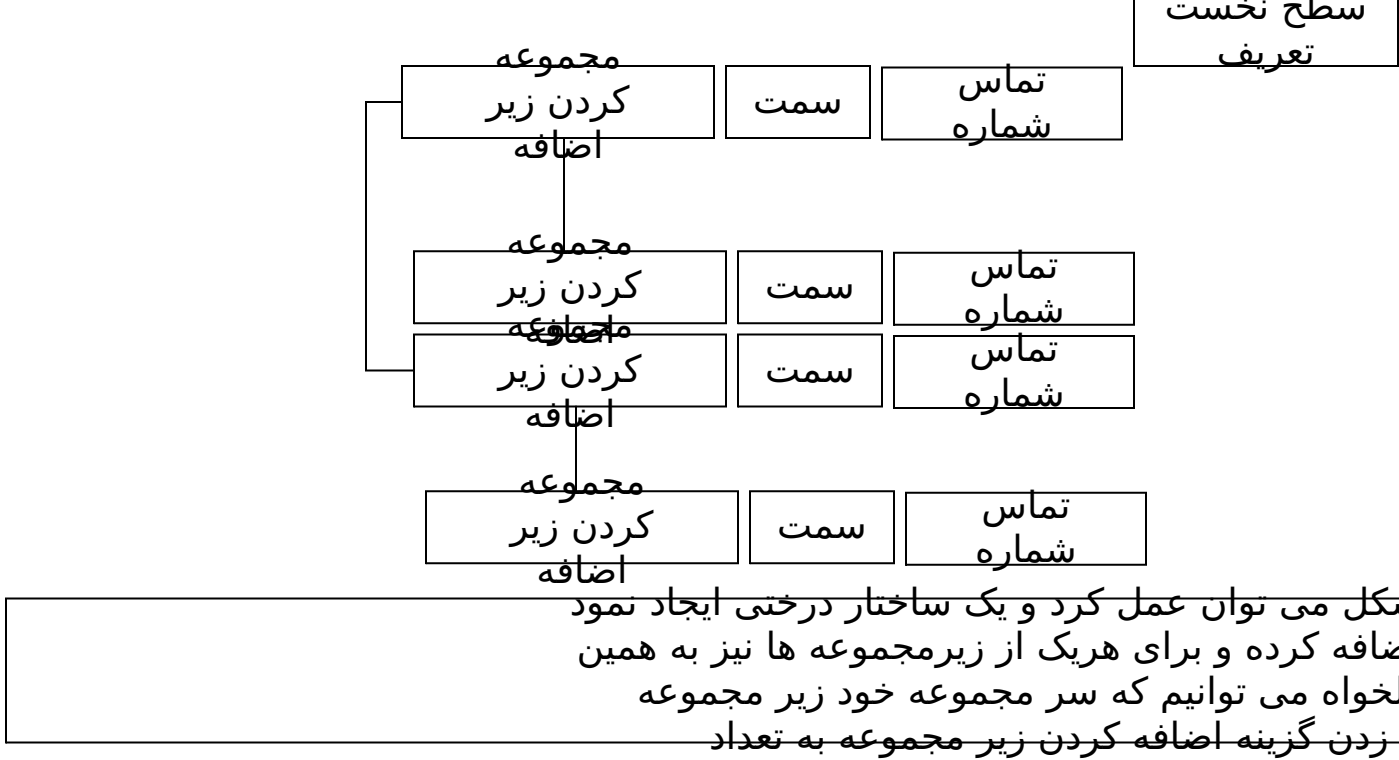 سطح نخست
تعریف
مجموعه
کردن زیر
اضافه
سمت
تماس
شماره
مجموعه
کردن زیر
اضافه
سمت
تماس
شماره
مجموعه
کردن زیر
اضافه
سمت
تماس
شماره
مجموعه
کردن زیر
اضافه
سمت
تماس
شماره
می توان عمل کرد و یک ساختار درختی ایجاد نمود
کرده و برای هریک از زیرمجموعه ها نیز به همین
می توانیم که سر مجموعه خود زیر مجموعه
زدن گزینه اضافه کردن زیر مجموعه به تعداد